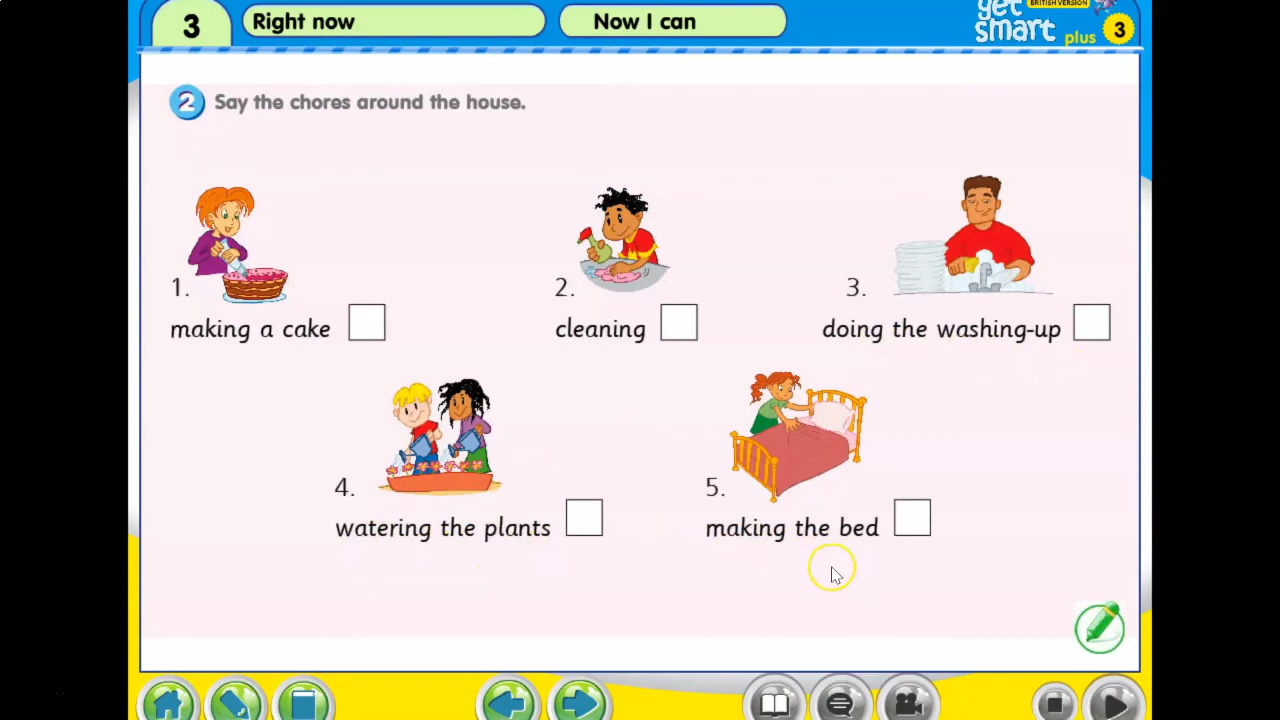 3
Right now
Now I can
get
BRITISH VERSION
smart
plus 3
2 Say the chores around the house.
1.
making a cake
2.
cleaning
3.
doing the washing-up
4.
watering the plants
5.
making the bed